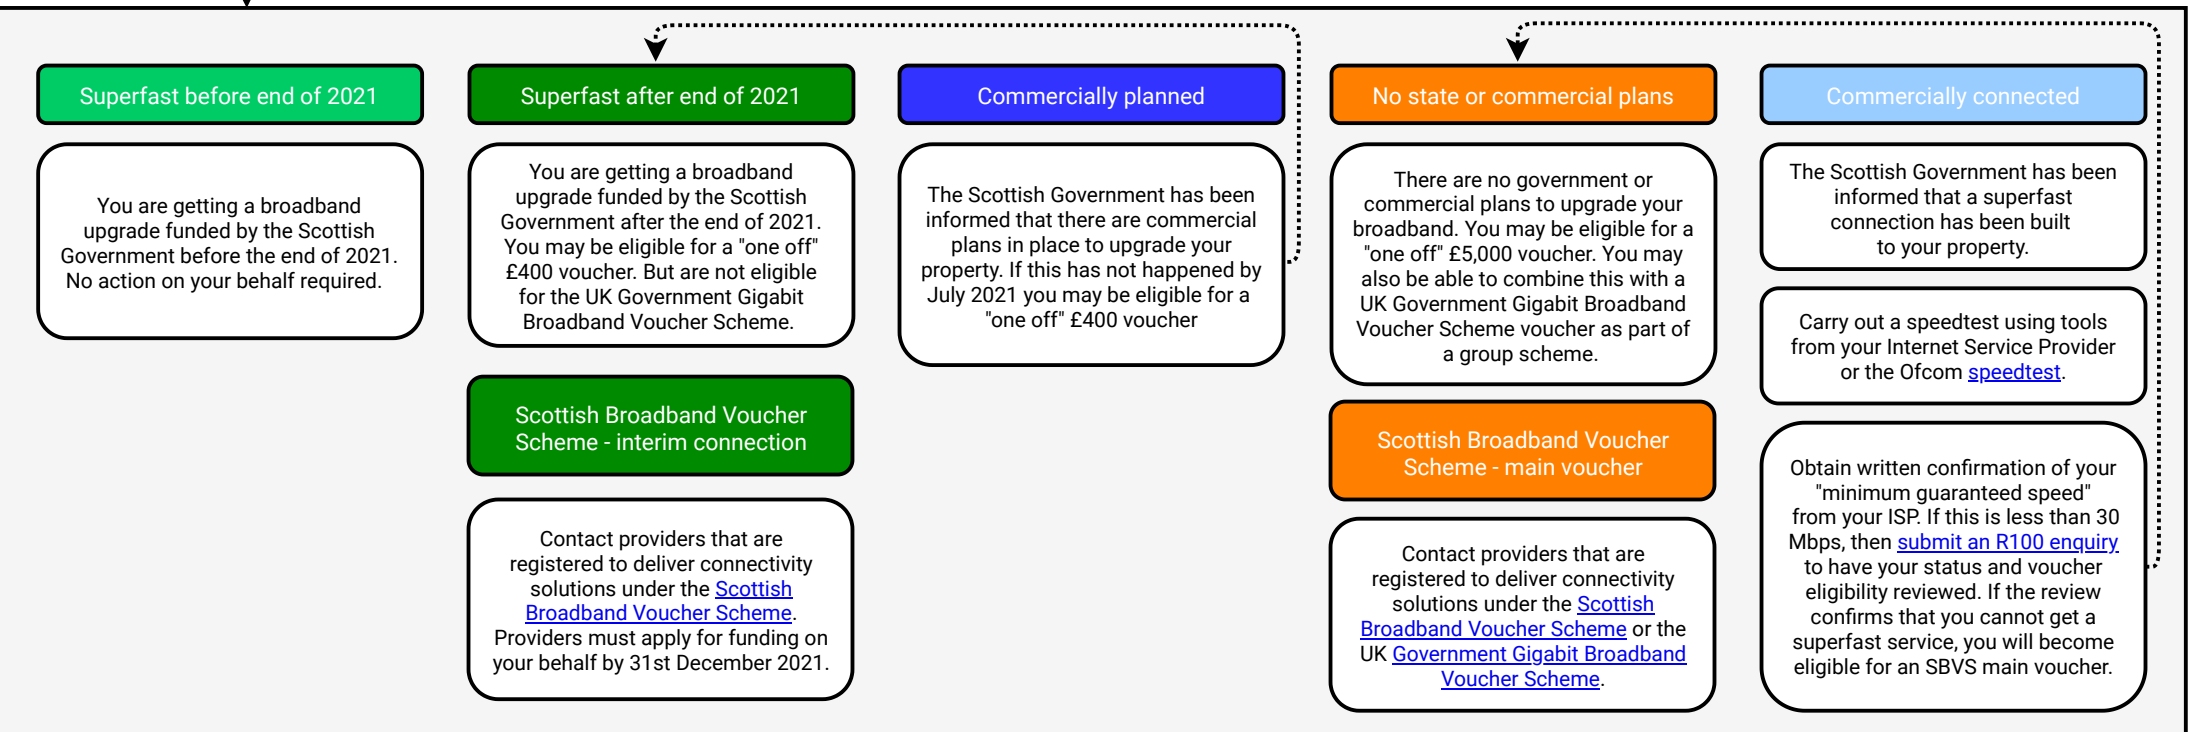 Superfast before end of 2021
You are getting a broadband
upgrade funded by the Scottish
Government before the end of 2021.
No action on your behalf required.
Superfast after end of 2021
You are getting a broadband
upgrade funded by the Scottish
Government after the end of 2021.
You may be eligible for a "one off"
£400 voucher. But are not eligible
for the UK Government Gigabit
Broadband Voucher Scheme.
Scottish Broadband Voucher
Scheme - interim connection
Contact providers that are
registered to deliver connectivity
solutions under the Scottish
Broadband Voucher Scheme.
Providers must apply for funding on
your behalf by 31st December 2021.
Commercially planned
The Scottish Government has been
informed that there are commercial
plans in place to upgrade your
property. If this has not happened by
July 2021 you may be eligible for a
"one off" £400 voucher
No state or commercial plans
There are no government or
commercial plans to upgrade your
broadband. You may be eligible for a
"one off" £5,000 voucher. You may
also be able to combine this with a
UK Government Gigabit Broadband
Voucher Scheme voucher as part of
a group scheme.
Scottish Broadband Voucher
Scheme - main voucher
Contact providers that are
registered to deliver connectivity
solutions under the Scottish
Broadband Voucher Scheme or the
UK Government Gigabit Broadband
Voucher Scheme.
Commercially connected
The Scottish Government has been
informed that a superfast
connection has been built
to your property.
Carry out a speedtest using tools
from your Internet Service Provider
or the Ofcom speedtest.
Obtain written confirmation of your
"minimum guaranteed speed"
from your ISP. If this is less than 30
Mbps, then submit an R100 enquiry
to have your status and voucher
eligibility reviewed. If the review
confirms that you cannot get a
superfast service, you will become
eligible for an SBVS main voucher.